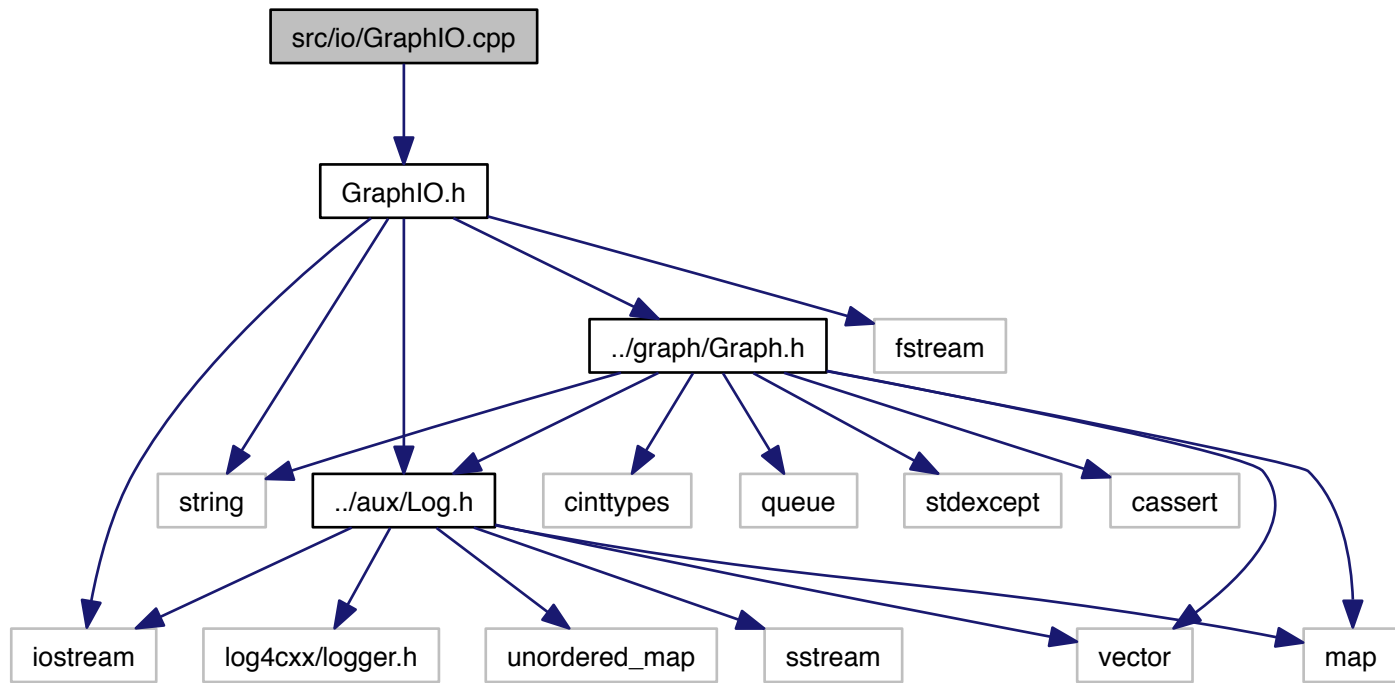 src/io/GraphIO.cpp
GraphIO.h
../graph/Graph.h
fstream
string
../aux/Log.h
cinttypes
queue
stdexcept
cassert
iostream
log4cxx/logger.h
unordered_map
sstream
vector
map